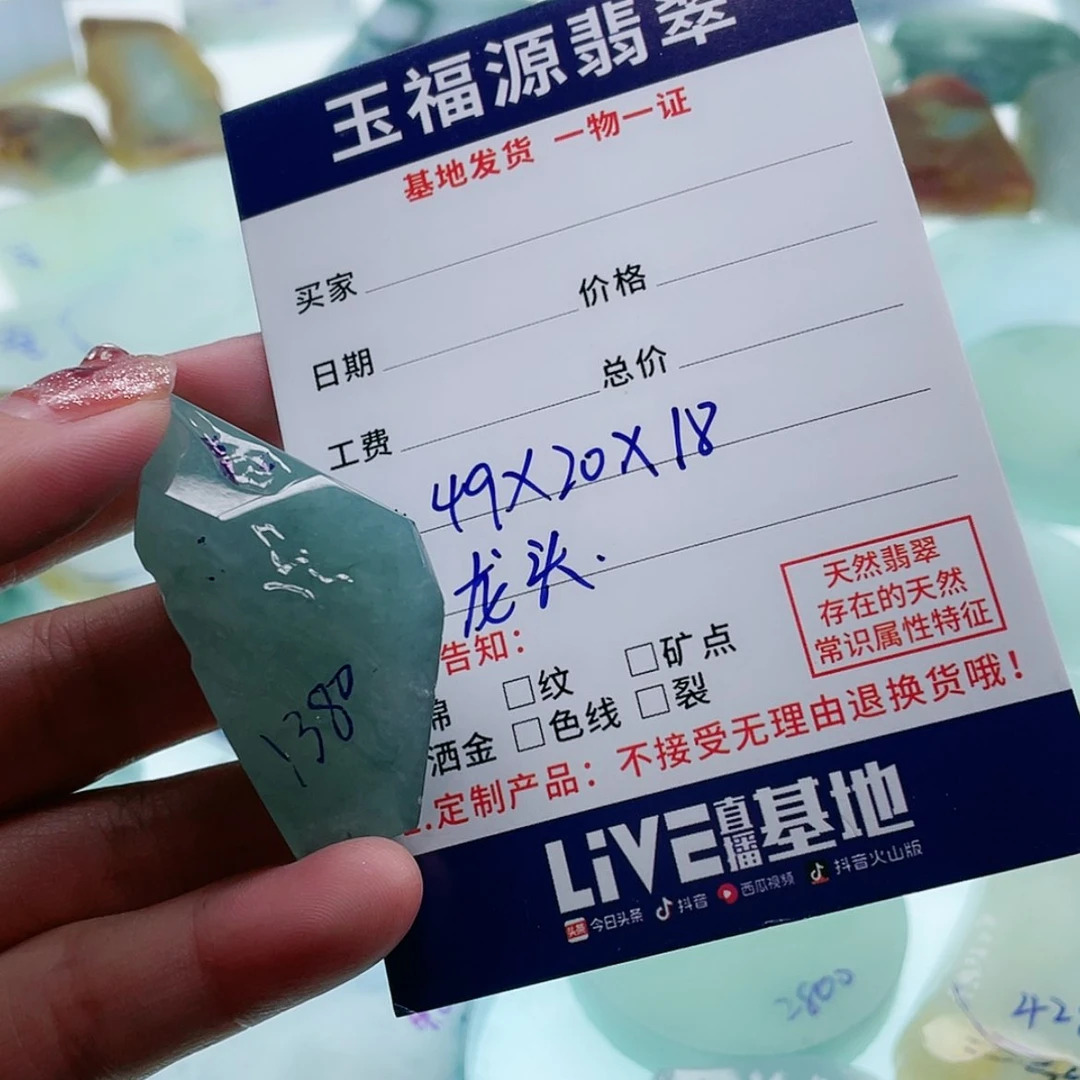 玉福源翡翠
基地发货 一物一证
买家
日期 价格
工费 总价
49X20X18
龙头.
告知：
天然翡翠
存在的天然
常识属性特征
棉 □纹 □矿点
洒金 □色线 □裂
.定制产品：不接受无理由退换货哦！
LiVE直播基地
头条 今日头条 抖音 西瓜视频 抖音火山版
1380
2800
42